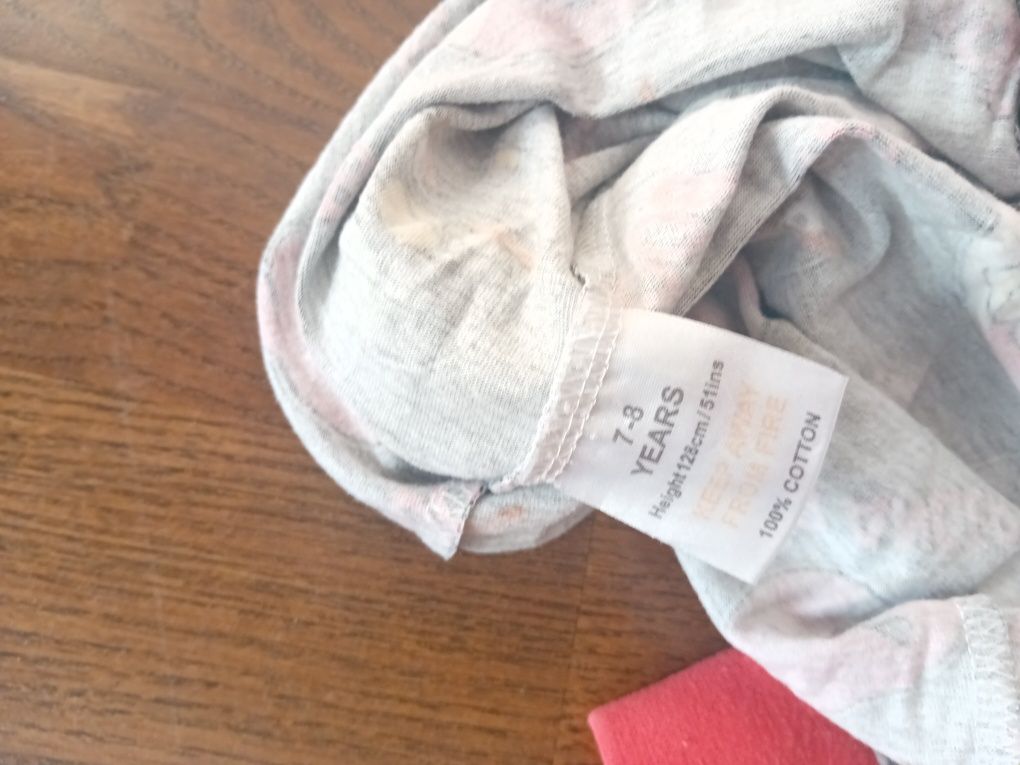 7-8
YEARS
Height128cm/51ins
KEEP AWAY
FROM FIRE
100% COTTON